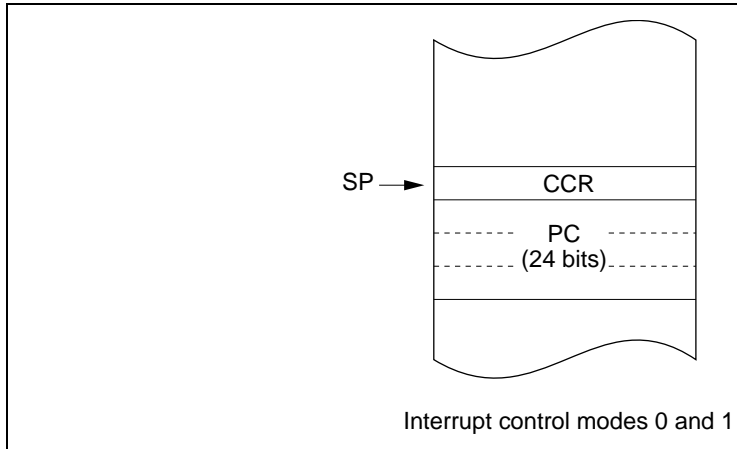 SP
CCR
PC
(24 bits)
Interrupt control modes 0 and 1